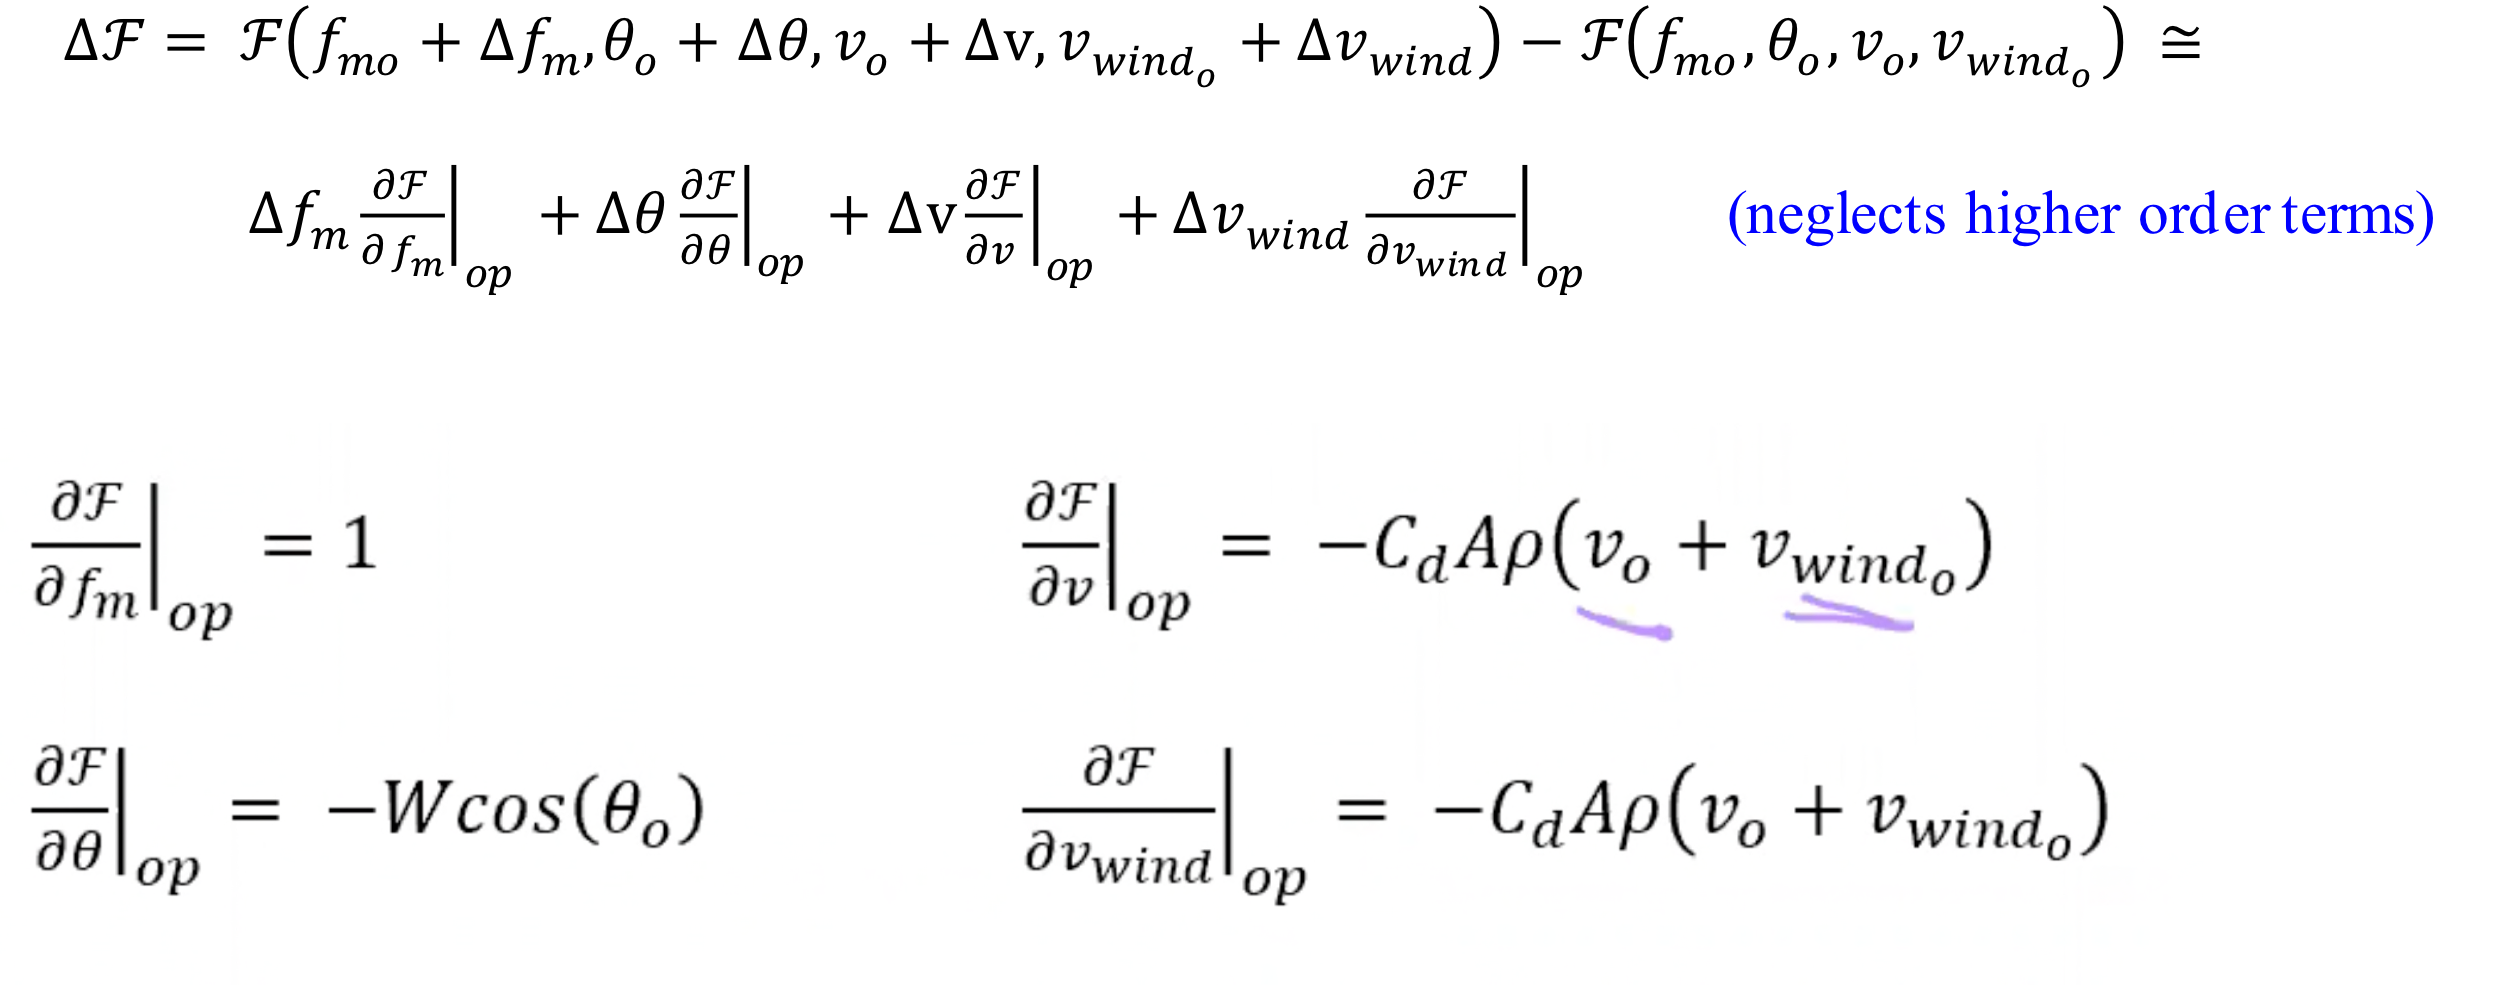 Δℱ = ℱ(f_mo + Δf_m, θ_o + Δθ, v_o + Δv, v_wind_o + Δv_wind) − ℱ(f_mo, θ_o, v_o, v_wind_o) ≅
Δf_m ∂ℱ/∂f_m|_op + Δθ ∂ℱ/∂θ|_op + Δv ∂ℱ/∂v|_op + Δv_wind ∂ℱ/∂v_wind|_op (neglects higher order terms)
∂ℱ/∂f_m|_op = 1
∂ℱ/∂v|_op = −C_d Aρ(v_o + v_wind_o)
∂ℱ/∂θ|_op = −Wcos(θ_o)
∂ℱ/∂v_wind|_op = −C_d Aρ(v_o + v_wind_o)